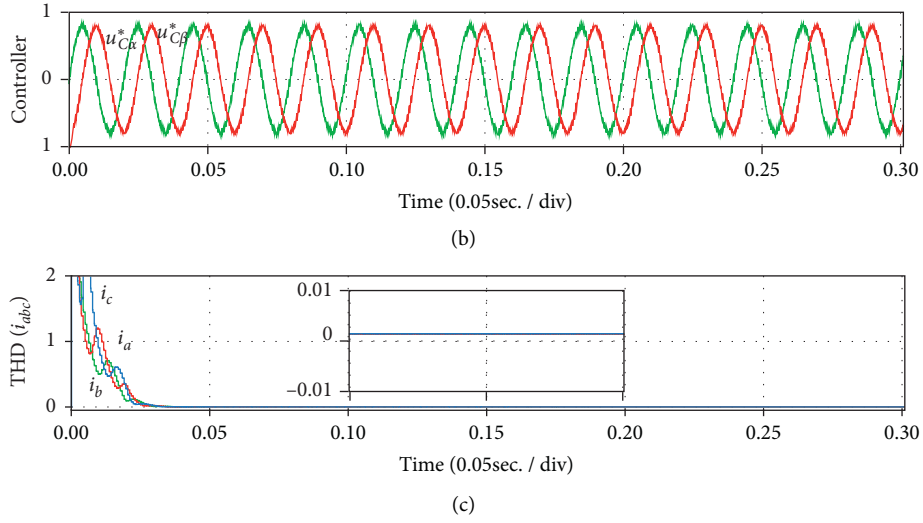 1
u*Cα
u*Cβ
0
Controller
1
0.00
0.05
0.10
0.15
0.20
0.25
0.30
Time (0.05sec. / div)
(b)
2
THD (iabc)
ic
0.01
1
ia
0
ib
−0.01
0
0.00
0.05
0.10
0.15
0.20
0.25
0.30
Time (0.05sec. / div)
(c)